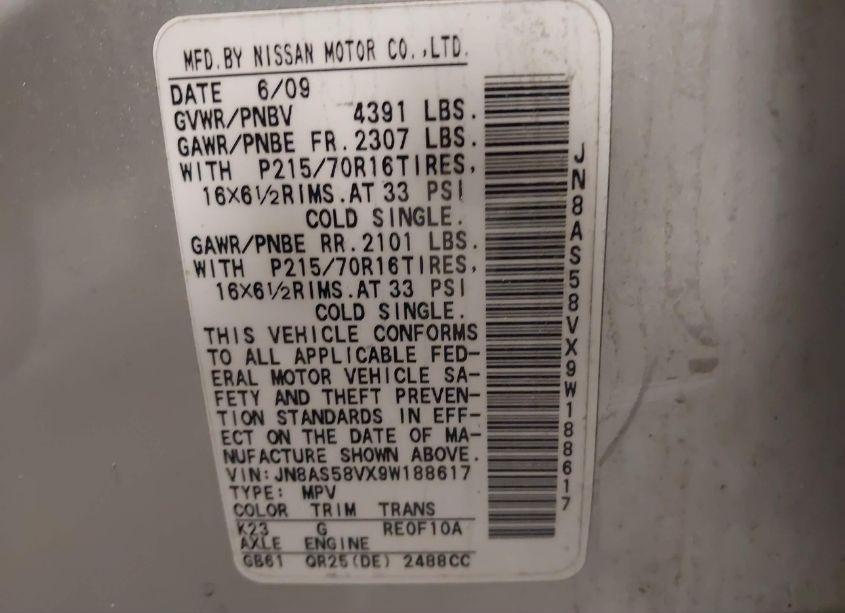 MFD.BY NISSAN MOTOR CO.,LTD.
DATE 6/09
GVWR/PNBV 4391 LBS.
GAWR/PNBE FR.2307 LBS.
WITH P215/70R16TIRES,
16X6½RIMS.AT 33 PSI
COLD SINGLE.
GAWR/PNBE RR.2101 LBS.
WITH P215/70R16TIRES,
16X6½RIMS.AT 33 PSI
COLD SINGLE.
THIS VEHICLE CONFORMS
TO ALL APPLICABLE FED-
ERAL MOTOR VEHICLE SA-
FETY AND THEFT PREVEN-
TION STANDARDS IN EFF-
ECT ON THE DATE OF MA-
NUFACTURE SHOWN ABOVE.
VIN:JN8AS58VX9W188617
TYPE: MPV
COLOR TRIM TRANS
K23 G RE0F10A
AXLE ENGINE
GB61 QR25(DE) 2488CC
JN8AS58VX9W188617